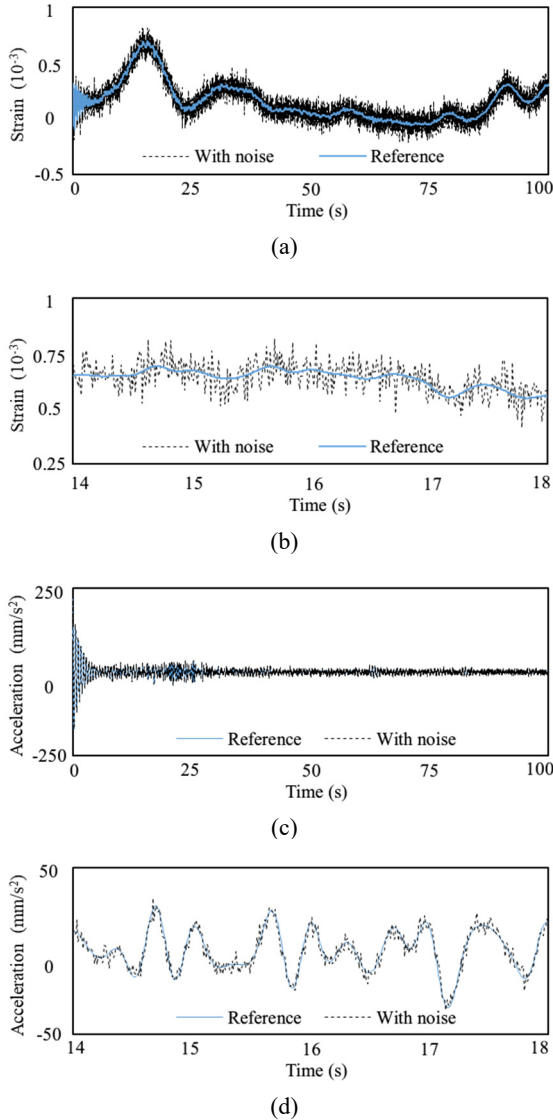 1
0.5
0
-0.5
Strain (10-3)
With noise Reference
0 25 50 75 100
Time (s)
(a)
1
0.75
0.5
0.25
Strain (10-3)
With noise Reference
14 15 16 17 18
Time (s)
(b)
250
0
-250
Acceleration (mm/s2)
Reference With noise
0 25 50 75 100
Time (s)
(c)
50
0
-50
Acceleration (mm/s2)
Reference With noise
14 15 16 17 18
Time (s)
(d)